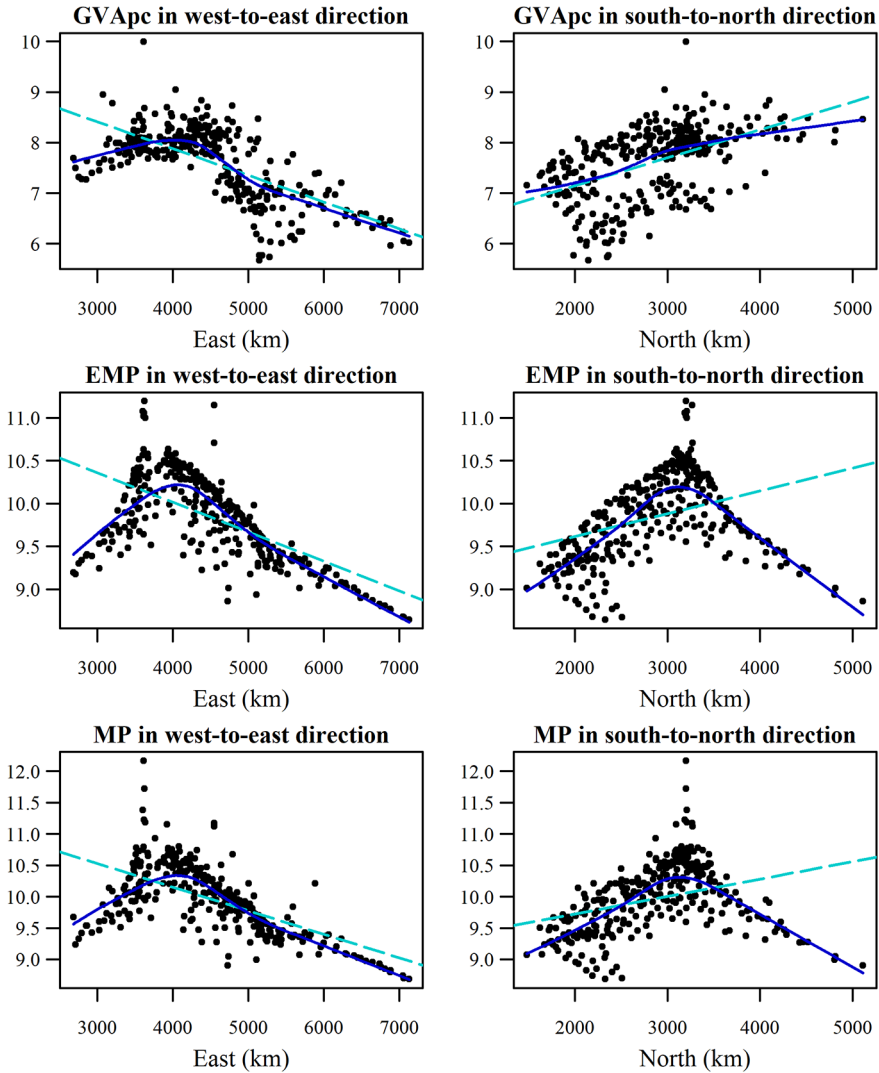 GVApc in west-to-east direction
10
9
8
7
6
3000 4000 5000 6000 7000
East (km)
GVApc in south-to-north direction
10
9
8
7
6
2000 3000 4000 5000
North (km)
EMP in west-to-east direction
11.0
10.5
10.0
9.5
9.0
3000 4000 5000 6000 7000
East (km)
EMP in south-to-north direction
11.0
10.5
10.0
9.5
9.0
2000 3000 4000 5000
North (km)
MP in west-to-east direction
12.0
11.5
11.0
10.5
10.0
9.5
9.0
3000 4000 5000 6000 7000
East (km)
MP in south-to-north direction
12.0
11.5
11.0
10.5
10.0
9.5
9.0
2000 3000 4000 5000
North (km)